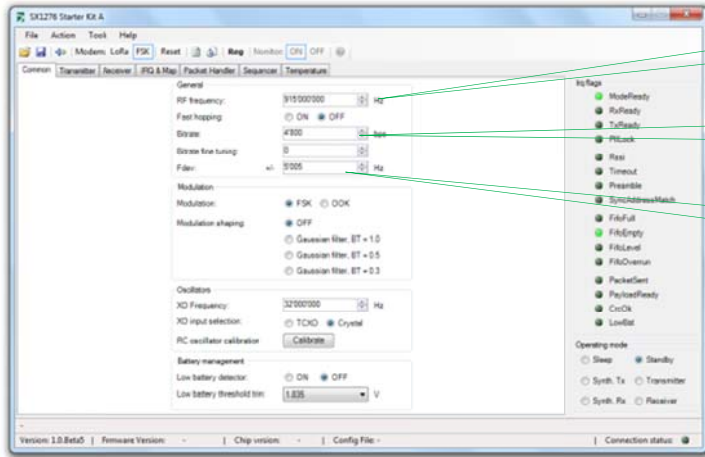 SX1276 Starter Kit A
File Action Tools Help
Modem: LoRa FSK Reset Reg Monitor: ON OFF
Common Transmitter Receiver IRQ & Map Packet Handler Sequencer Temperature
General
RF frequency: 915'000'000 Hz
Fast hopping: ON OFF
Bitrate: 4'800 bps
Bitrate fine tuning: 0
Fdev: +/- 5'005 Hz
Modulation
Modulation: FSK OOK
Modulation shaping: OFF
Gaussian filter, BT = 1.0
Gaussian filter, BT = 0.5
Gaussian filter, BT = 0.3
Oscillators
XO Frequency: 32'000'000 Hz
XO input selection: TCXO Crystal
RC oscillator calibration Calibrate
Battery management
Low battery detector: ON OFF
Low battery threshold trim: 1.835 V
Irq flags
ModeReady
RxReady
TxReady
PllLock
Rssi
Timeout
Preamble
SyncAddressMatch
FifoFull
FifoEmpty
FifoLevel
FifoOverrun
PacketSent
PayloadReady
CrcOk
LowBat
Operating mode
Sleep Standby
Synth. Tx Transmitter
Synth. Rx Receiver
-
Version: 1.0.Beta5 | Firmware Version: - | Chip version: - | Config File: - | Connection status: